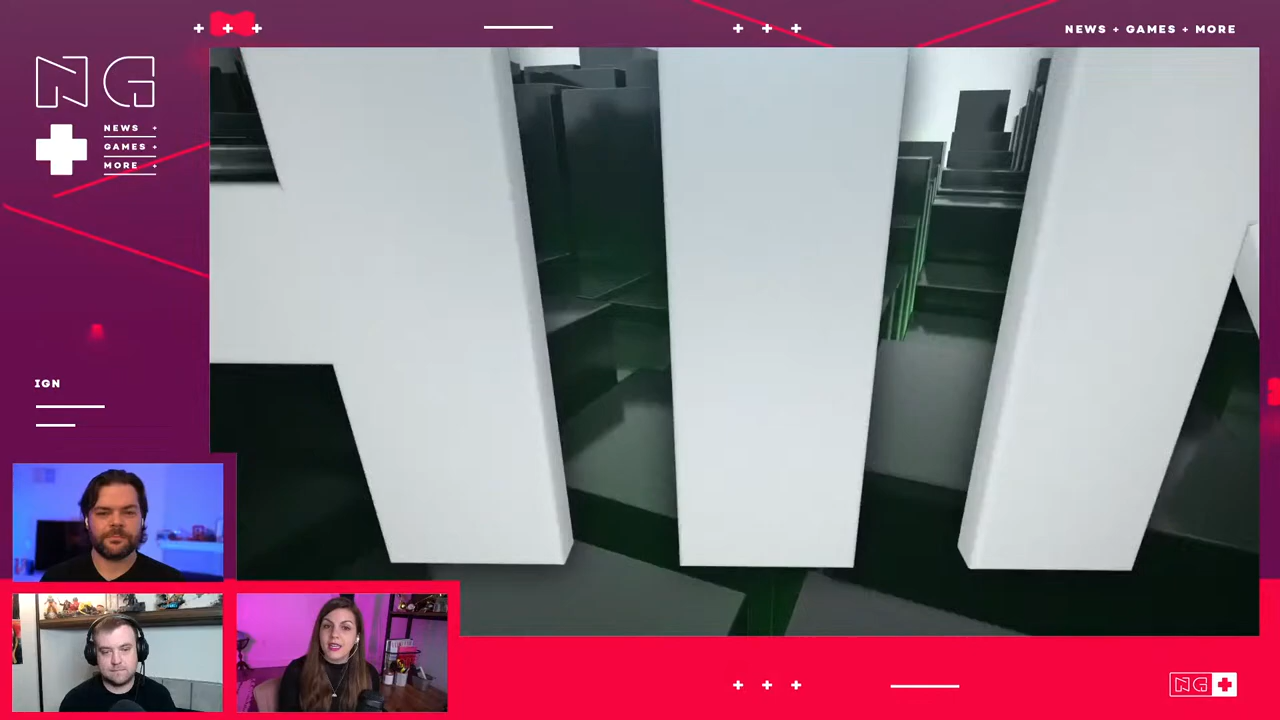 NEWS + GAMES + MORE
NG
NEWS +
GAMES +
MORE +
IGN
NG+